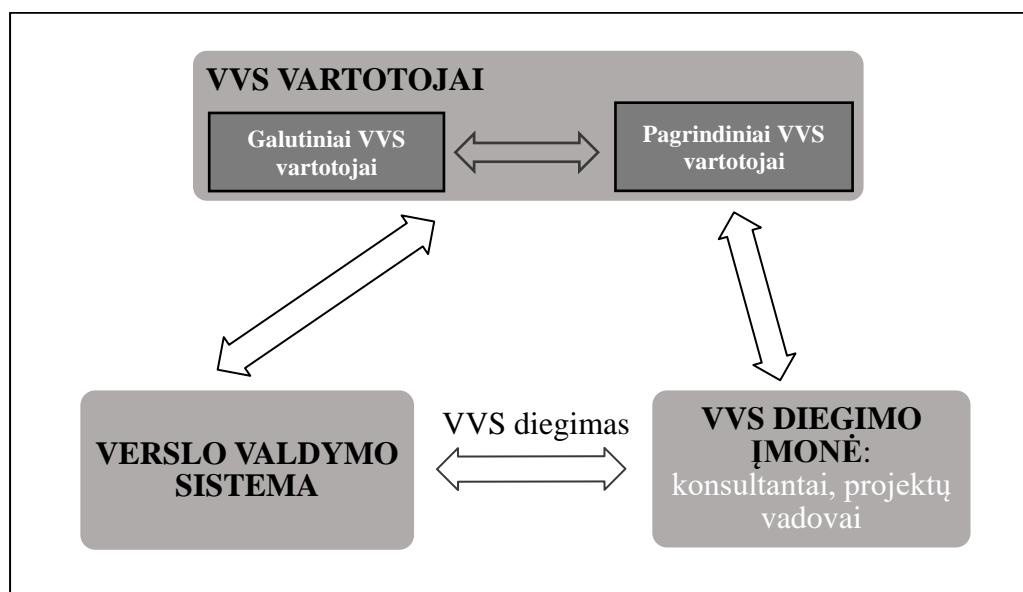 VVS VARTOTOJAI
Galutiniai VVS
vartotojai
Pagrindiniai VVS
vartotojai
VERSLO VALDYMO
SISTEMA
VVS diegimas
VVS DIEGIMO
ĮMONĖ:
konsultantai, projektų
vadovai